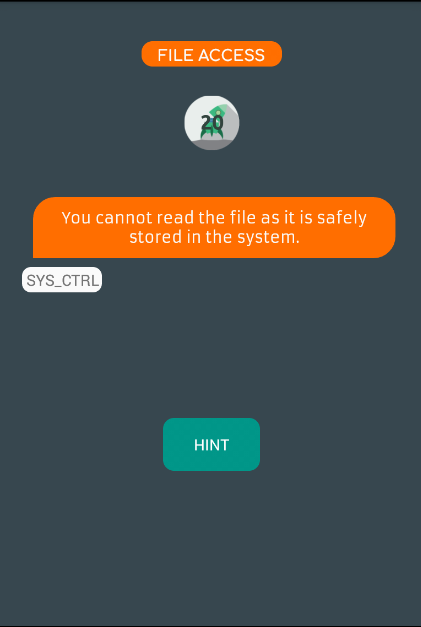 FILE ACCESS
20
You cannot read the file as it is safely
stored in the system.
SYS_CTRL
HINT